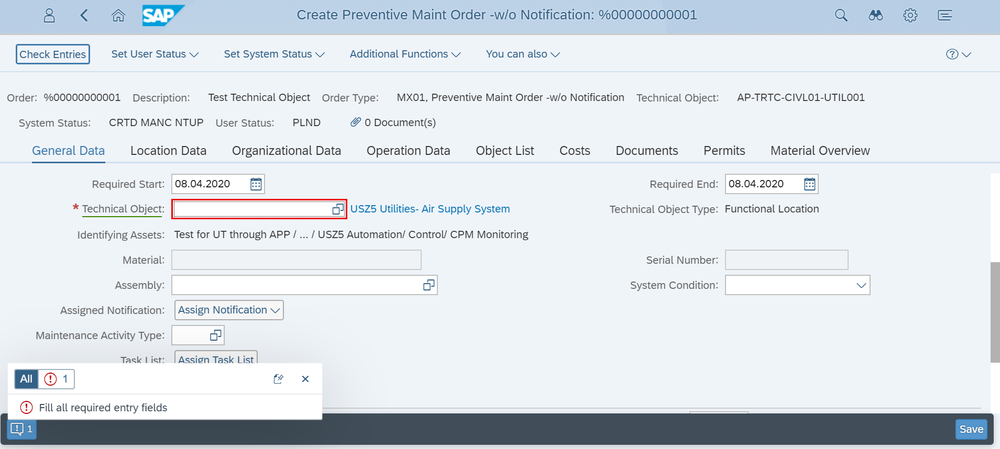 SAP Create Preventive Maint Order -w/o Notification: %00000000001
Check Entries Set User Status Set System Status Additional Functions You can also
Order: %00000000001 Description: Test Technical Object Order Type: MX01, Preventive Maint Order -w/o Notification Technical Object: AP-TRTC-CIVL01-UTIL001
System Status: CRTD MANC NTUP User Status: PLND 0 Document(s)
General Data Location Data Organizational Data Operation Data Object List Costs Documents Permits Material Overview
Required Start: 08.04.2020 Required End: 08.04.2020
* Technical Object: USZ5 Utilities- Air Supply System Technical Object Type: Functional Location
Identifying Assets: Test for UT through APP / ... / USZ5 Automation/ Control/ CPM Monitoring
Material: Serial Number:
Assembly: System Condition:
Assigned Notification: Assign Notification
Maintenance Activity Type:
Task List: Assign Task List
All 1
Fill all required entry fields
1 Save